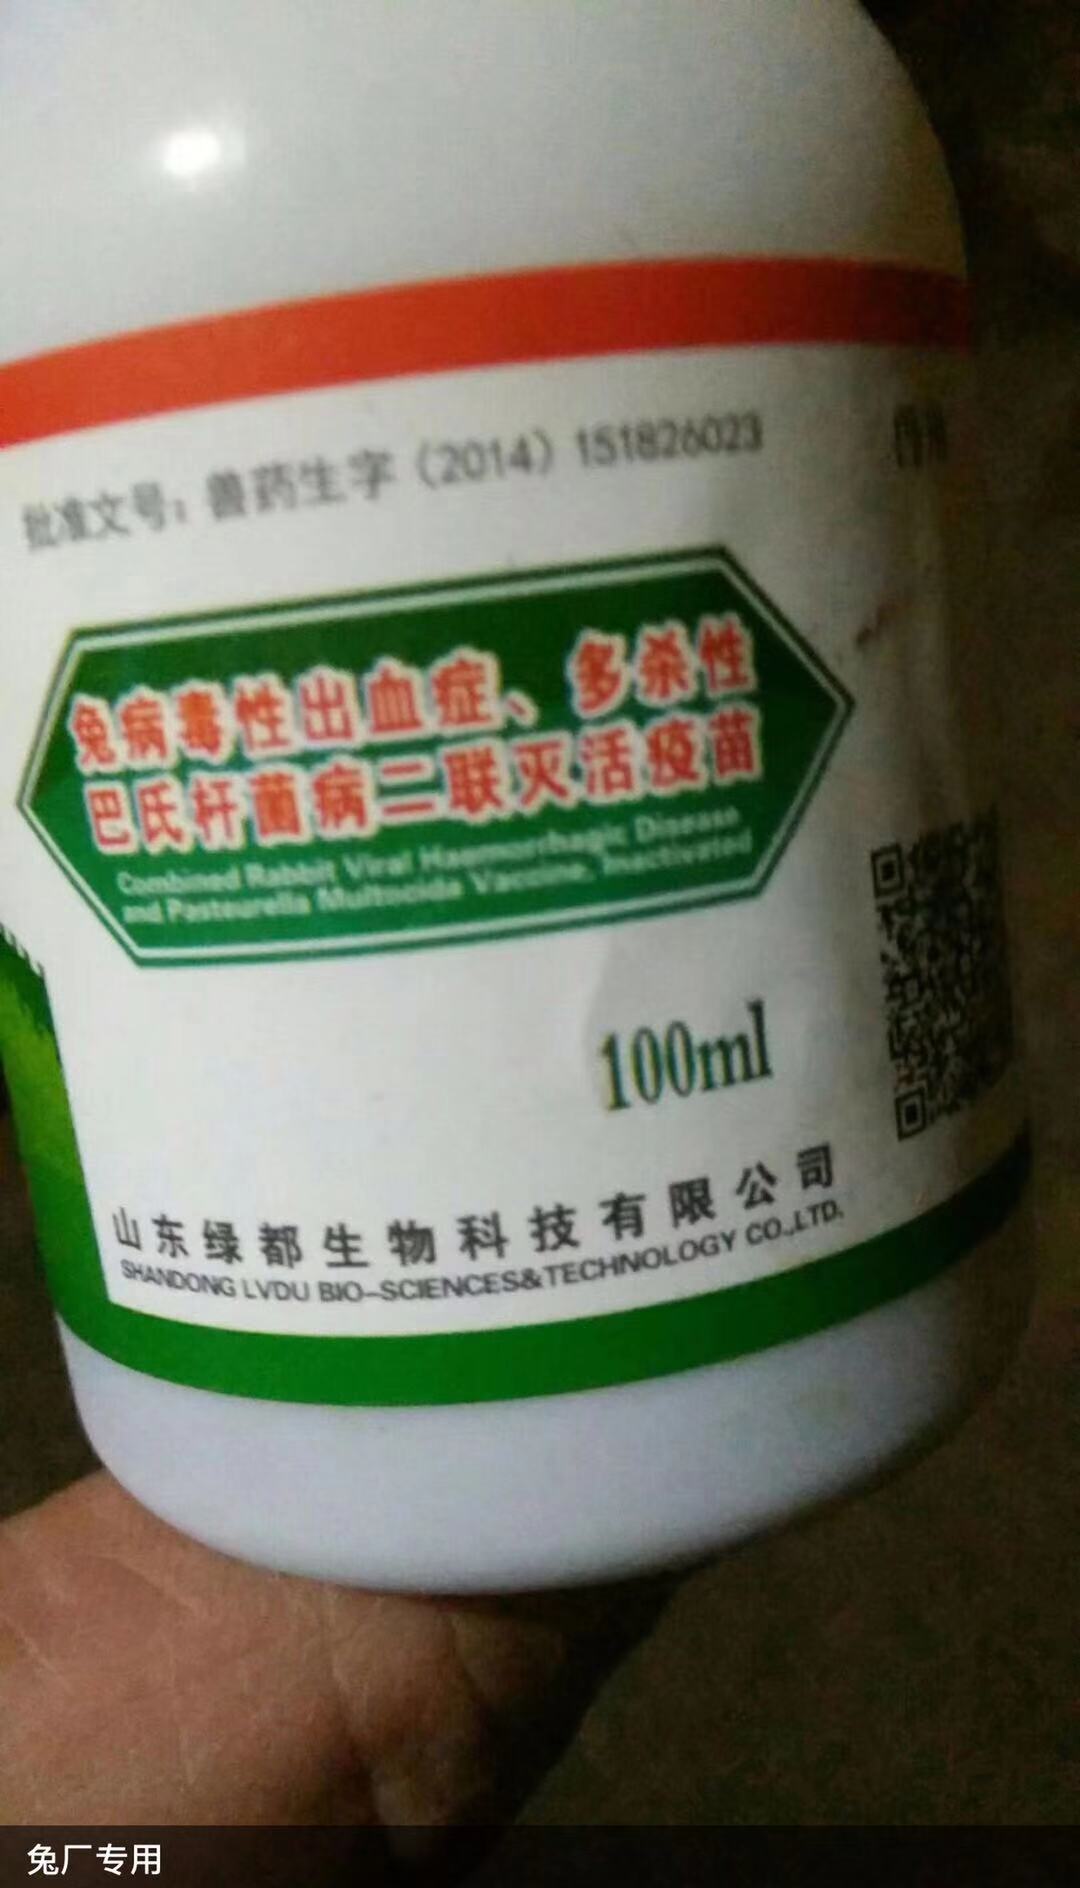 批准文号：兽药生字（2014）151826023
兔病毒性出血症、多杀性
巴氏杆菌病二联灭活疫苗
Combined Rabbit Viral Haemorrhagic Disease
and Pasteurella Multocida Vaccine, Inactivated
100ml
山东绿都生物科技有限公司
SHANDONG LVDU BIO-SCIENCES&TECHNOLOGY CO.,LTD.
兔厂专用